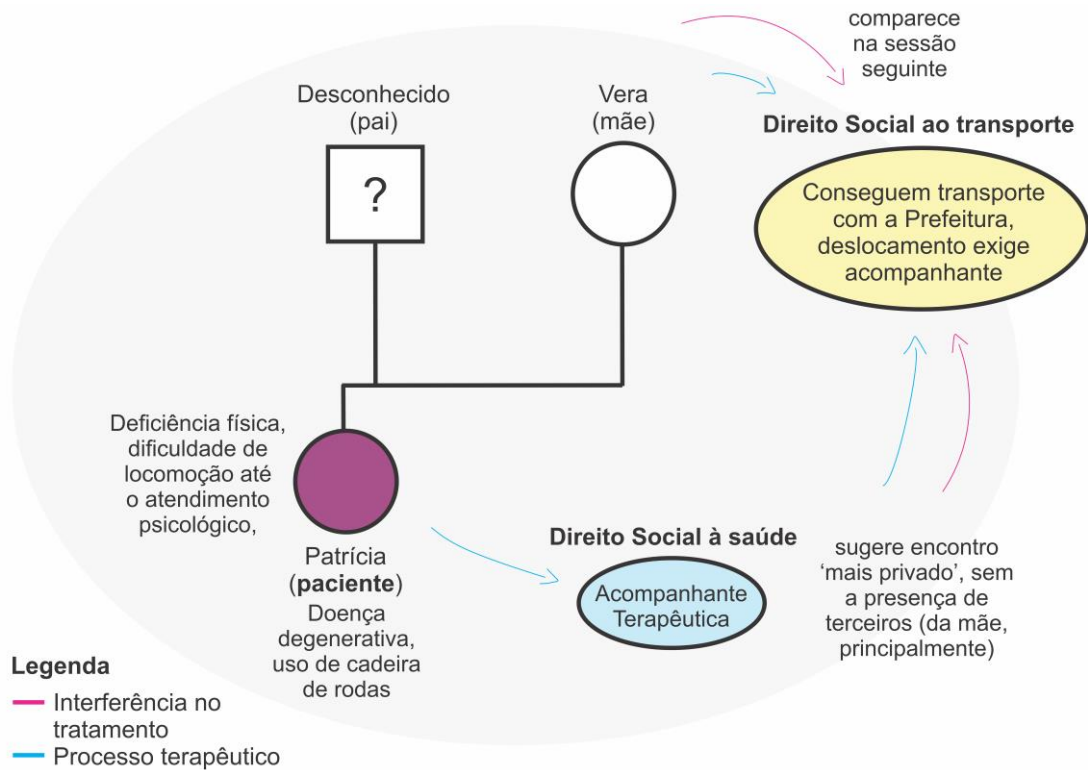 comparece
na sessão
seguinte
Desconhecido
(pai)
Vera
(mãe)
Direito Social ao transporte
?
Conseguem transporte
com a Prefeitura,
deslocamento exige
acompanhante
Deficiência física,
dificuldade de
locomoção até
o atendimento
psicológico,
Patrícia
(paciente)
Doença
degenerativa,
uso de cadeira
de rodas
Direito Social à saúde
Acompanhante
Terapêutica
sugere encontro
‘mais privado’, sem
a presença de
terceiros (da mãe,
principalmente)
Legenda
Interferência no
tratamento
Processo terapêutico